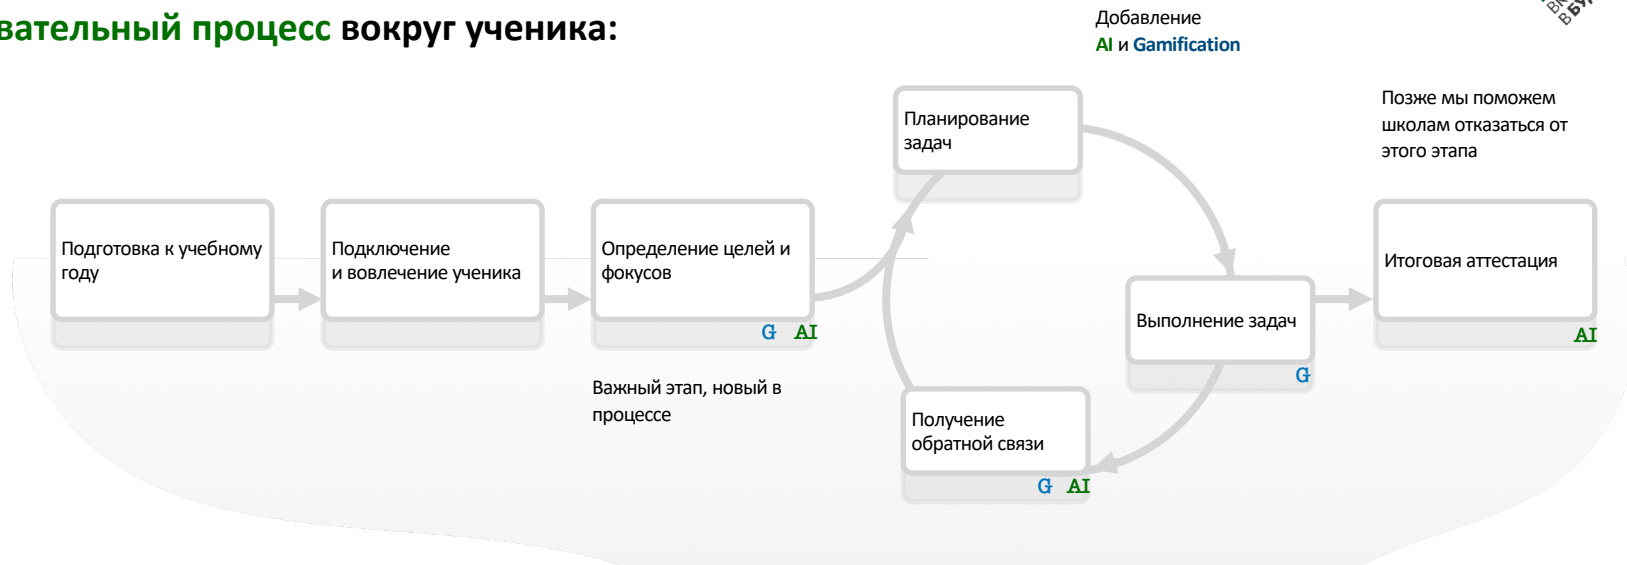 вательный процесс вокруг ученика:
Добавление
AI и Gamification
Позже мы поможем
школам отказаться от
этого этапа
Планирование
задач
Подготовка к учебному
году
Подключение
и вовлечение ученика
Определение целей и
фокусов
G AI
Важный этап, новый в
процессе
Выполнение задач
G
Получение
обратной связи
G AI
Итоговая аттестация
AI